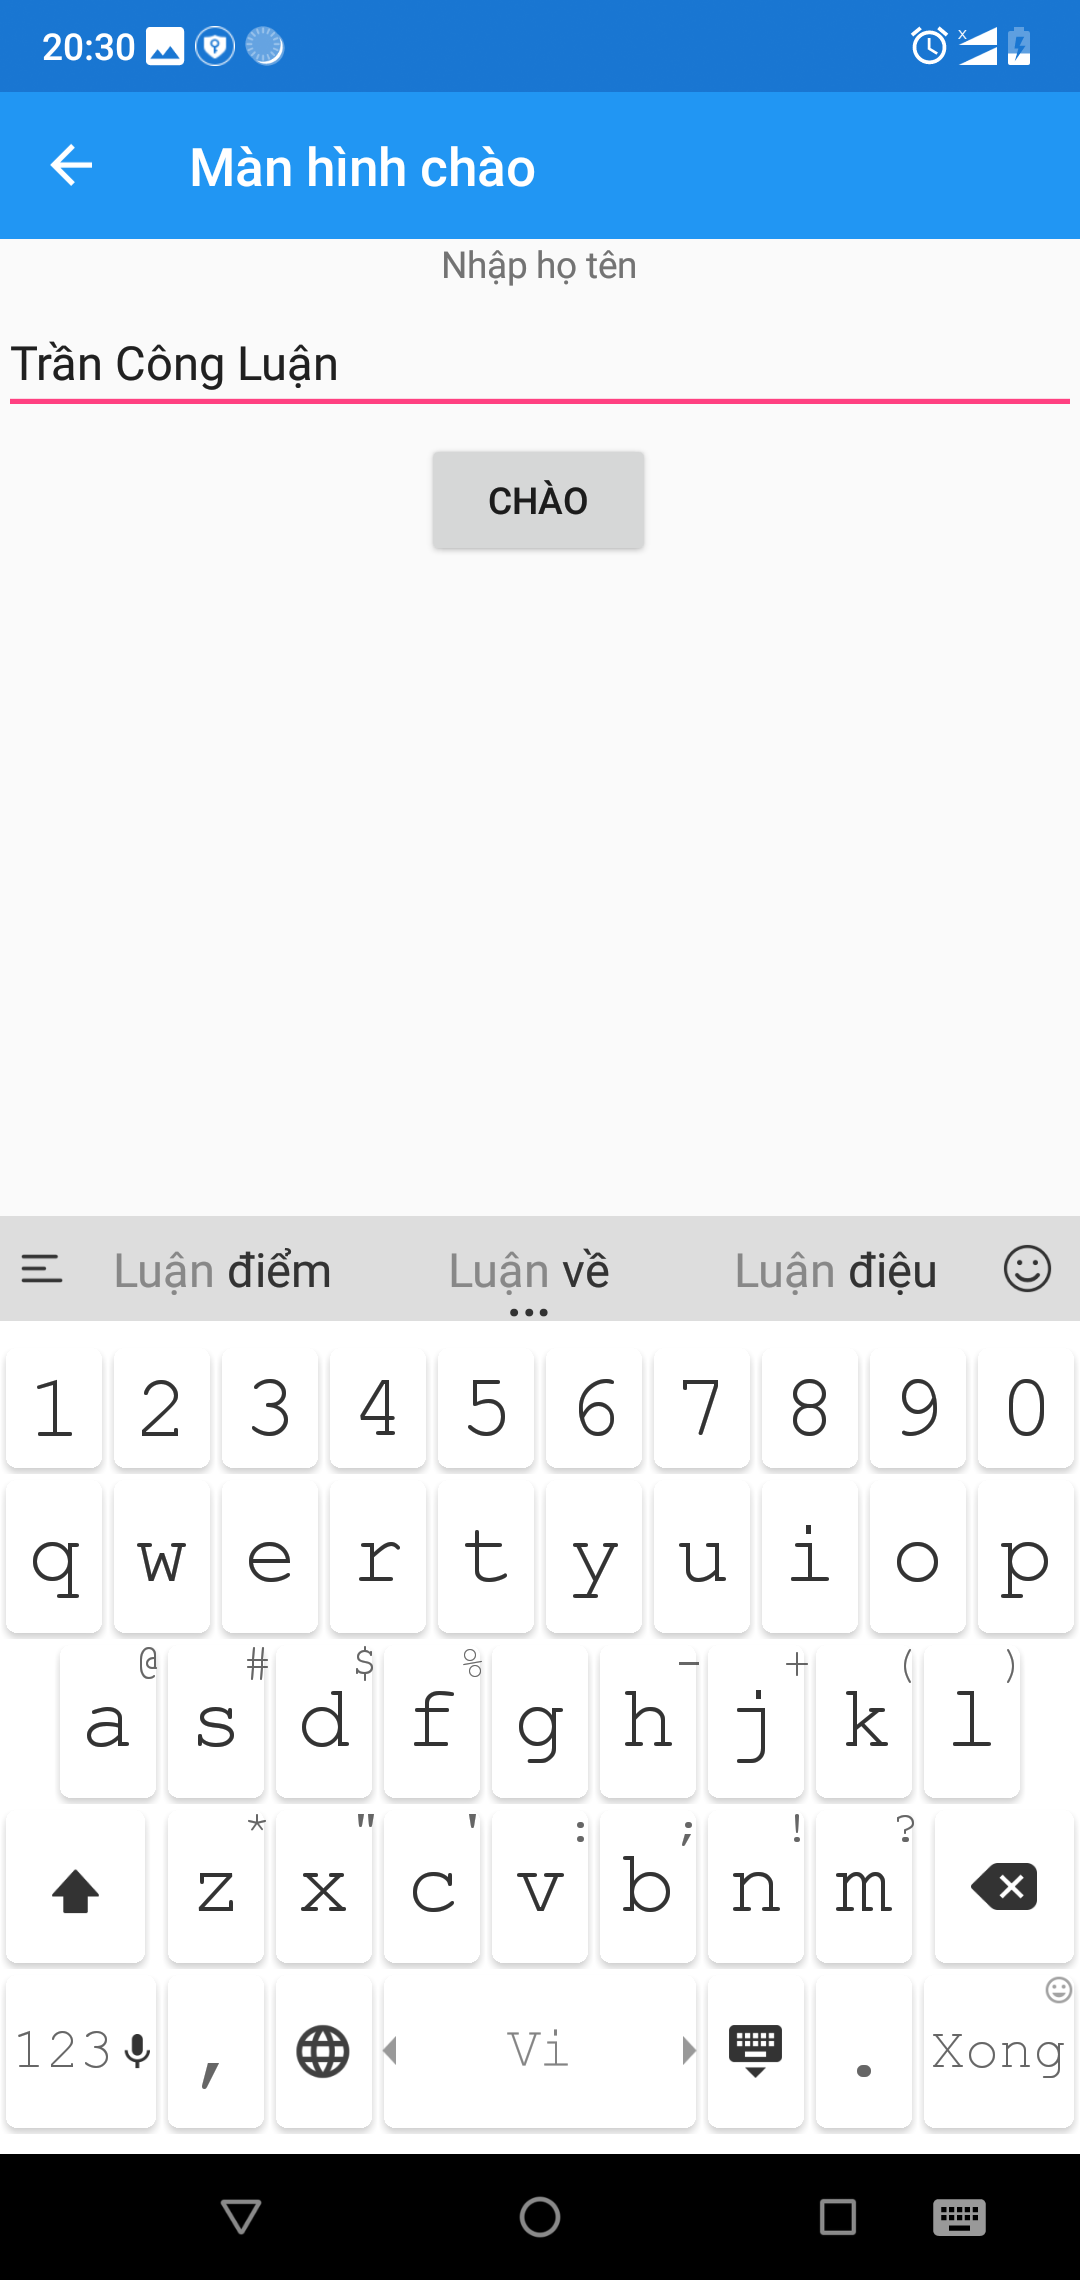 20:30
Màn hình chào
Nhập họ tên
Trần Công Luận
CHÀO
Luận điểm Luận về Luận điệu
1 2 3 4 5 6 7 8 9 0
q w e r t y u i o p
@ # $ % - + ( )
a s d f g h j k l
* " ' : ; ! ?
z x c v b n m
123 , Vi . Xong